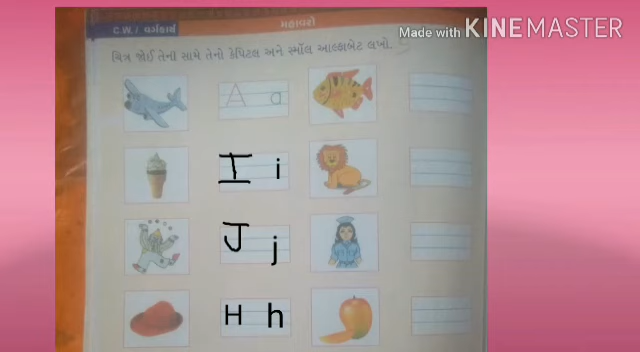 Made with KINEMASTER
C.W. / વર્ગકાર્ય
મહાવરો
ચિત્ર જોઈ તેની સામે તેનો કેપિટલ અને સ્મૉલ આલ્ફાબેટ લખો.
A a
I i
J j
H h